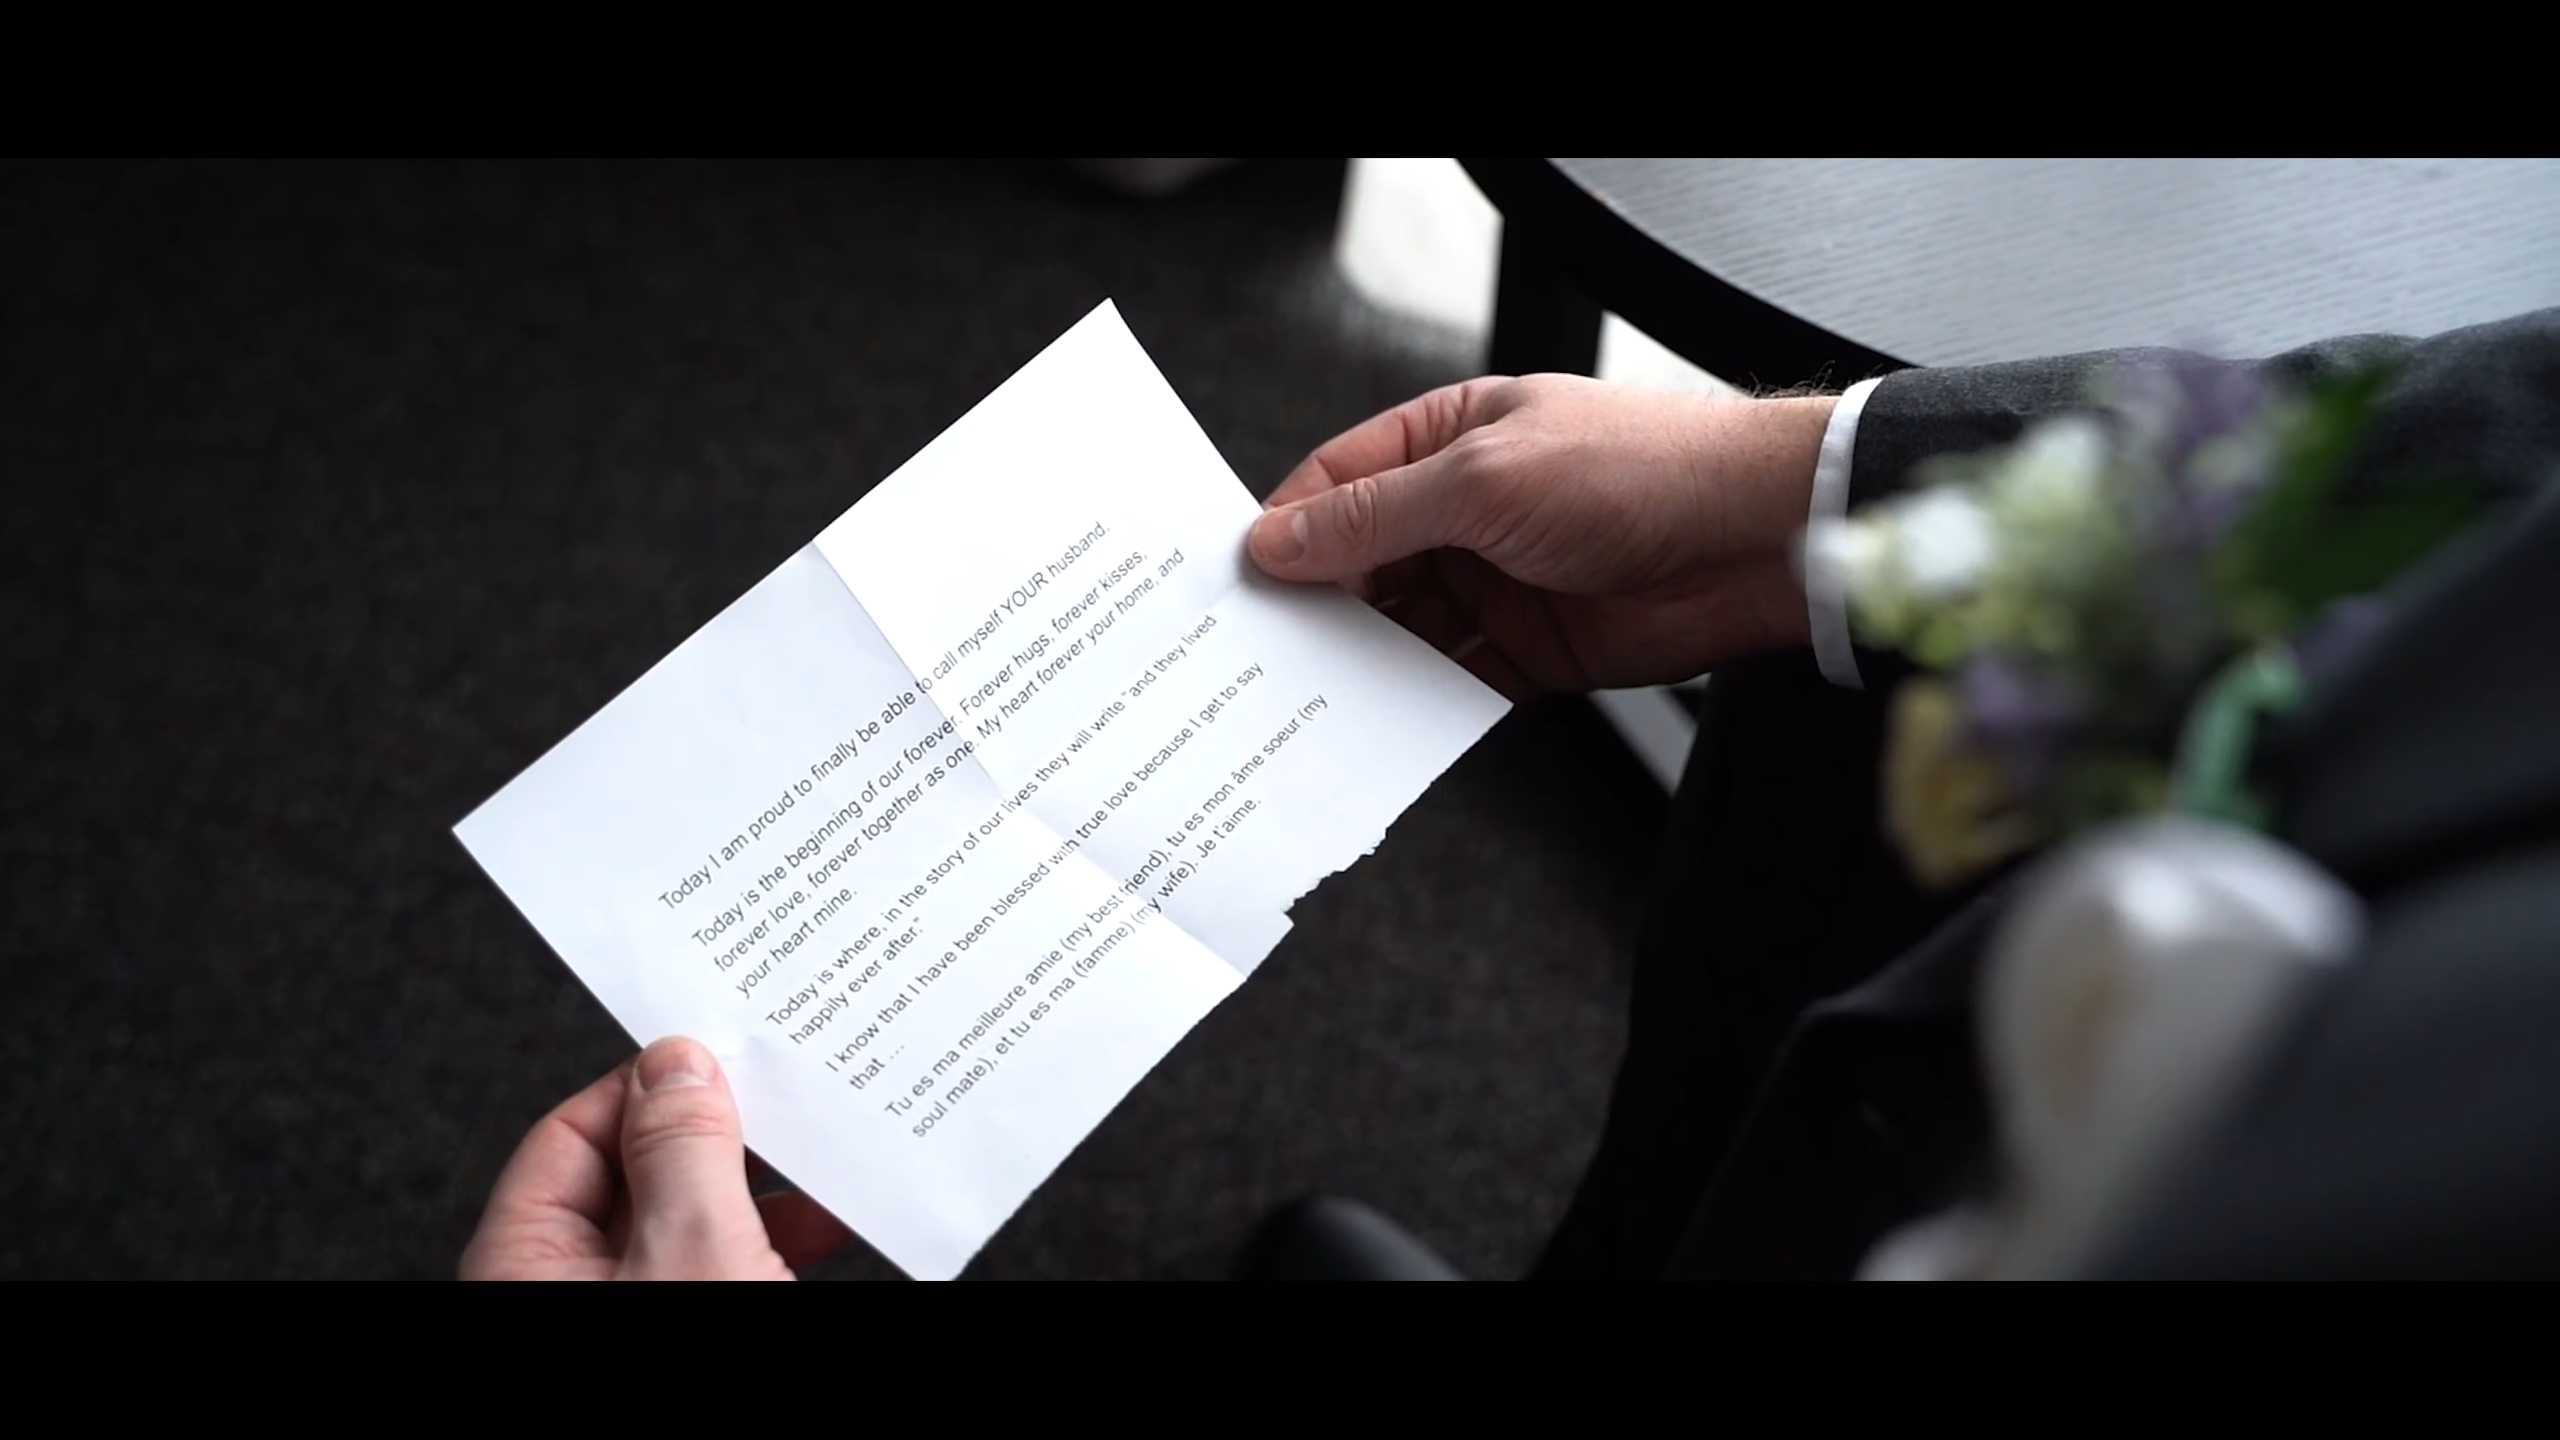 Today I am proud to finally be able to call myself YOUR husband.
Today is the beginning of our forever. Forever hugs, forever kisses,
forever love, forever together as one. My heart forever your home, and
your heart mine.
Today is where, in the story of our lives they will write "and they lived
happily ever after."
I know that I have been blessed with true love because I get to say
that ...
Tu es ma meilleure amie (my best friend), tu es mon âme soeur (my
soul mate), et tu es ma (famme) (my wife). Je t'aime.